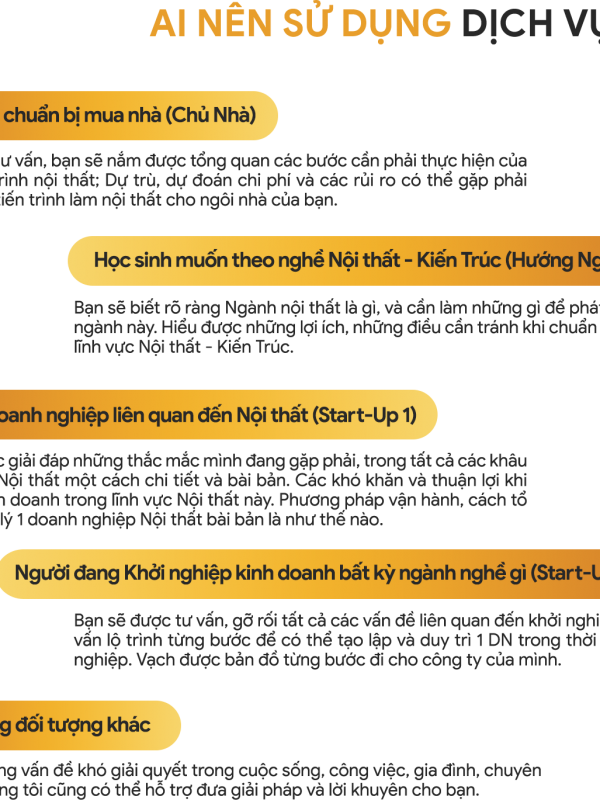 AI NÊN SỬ DỤNG DỊCH VỤ
chuẩn bị mua nhà (Chủ Nhà)
tư vấn, bạn sẽ nắm được tổng quan các bước cần phải thực hiện của
trình nội thất; Dự trù, dự đoán chi phí và các rủi ro có thể gặp phải
tiến trình làm nội thất cho ngôi nhà của bạn.
Học sinh muốn theo nghề Nội thất - Kiến Trúc (Hướng Ng
Bạn sẽ biết rõ ràng Ngành nội thất là gì, và cần làm những gì để phá
ngành này. Hiểu được những lợi ích, những điều cần tránh khi chuẩn
lĩnh vực Nội thất - Kiến Trúc.
oanh nghiệp liên quan đến Nội thất (Start-Up 1)
c giải đáp những thắc mắc mình đang gặp phải, trong tất cả các khâu
Nội thất một cách chi tiết và bài bản. Các khó khăn và thuận lợi khi
h doanh trong lĩnh vực Nội thất này. Phương pháp vận hành, cách tổ
lý 1 doanh nghiệp Nội thất bài bản là như thế nào.
Người đang Khởi nghiệp kinh doanh bất kỳ ngành nghề gì (Start-U
Bạn sẽ được tư vấn, gỡ rối tất cả các vấn đề liên quan đến khởi nghi
vấn lộ trình từng bước để có thể tạo lập và duy trì 1 DN trong thời
nghiệp. Vạch được bản đồ từng bước đi cho công ty của mình.
g đối tượng khác
ng vấn đề khó giải quyết trong cuộc sống, công việc, gia đình, chuyên
ng tôi cũng có thể hỗ trợ đưa giải pháp và lời khuyên cho bạn.